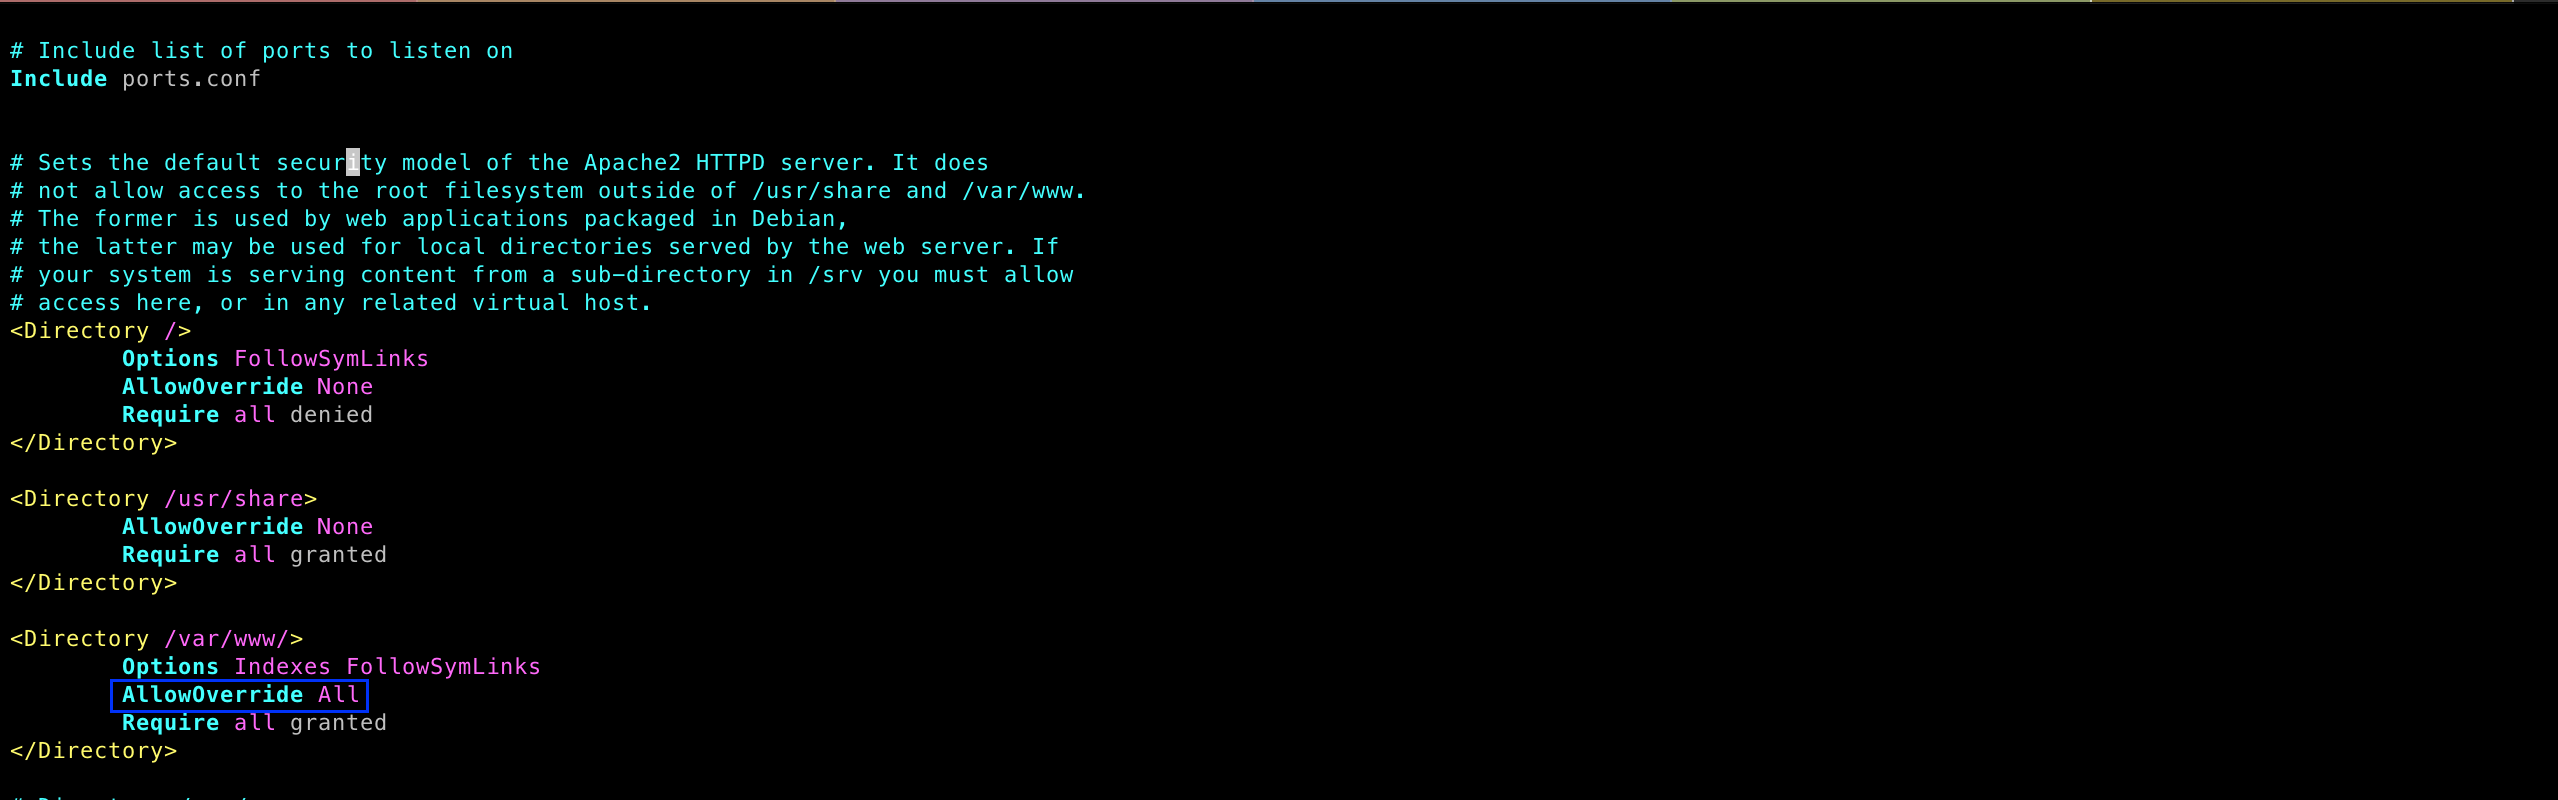 # Include list of ports to listen on
Include ports.conf
# Sets the default security model of the Apache2 HTTPD server. It does
# not allow access to the root filesystem outside of /usr/share and /var/www.
# The former is used by web applications packaged in Debian,
# the latter may be used for local directories served by the web server. If
# your system is serving content from a sub-directory in /srv you must allow
# access here, or in any related virtual host.
<Directory />
        Options FollowSymLinks
        AllowOverride None
        Require all denied
</Directory>
<Directory /usr/share>
        AllowOverride None
        Require all granted
</Directory>
<Directory /var/www/>
        Options Indexes FollowSymLinks
        AllowOverride All
        Require all granted
</Directory>